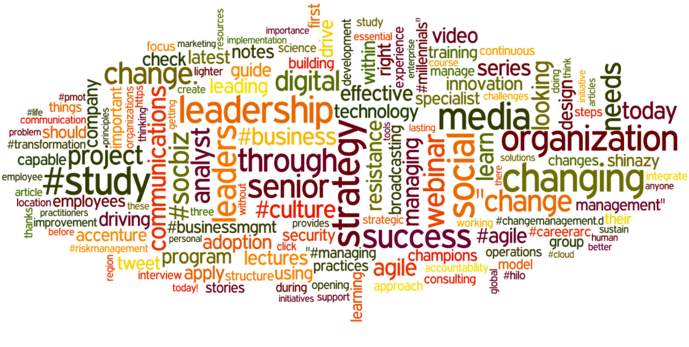 importance
first
resources
implementation
drive
essential
study
development
video
marketing
focus
check
latest
notes
science
building
within
right
experience
enterprise
#millennials"
training
continuous
course
manage
series
looking
doing
think
initiative
articles
needs
#pmot
things
company
change.
lighter
guide
create
leading
digital
effective
technology
specialist
innovation
challenges
design
steps
today
#life
communication
principles
important
organizations
https
thinking
communications
getting
leadership
#business
media
organization
problem
should
#transformation
capable
project
#socbiz
analyst
leaders
through
strategy
resistance
tools
broadcasting
managing
lasting
webinar
social
learn
solutions
there
changes.
shinazy
employee
#study
these
three
without
senior
changing
integrate
anyone
article
location
employees
practitioners
thanks
improvement
before
driving
#businessmgmt
personal
#culture
provides
strategic
success
"
change
management"
working
#changemanagement.d
their
sustain
accenture
#riskmanagement
adoption
click
security
#managing
#agile
#careerarc
human
better
region
tweet
program
lectures
practices
agile
champions
accountability
operations
group
#cloud
interview
apply
structure
using
learning
approach
consulting
model
global
#hilo
today!
stories
during
initiatives
opening.
support